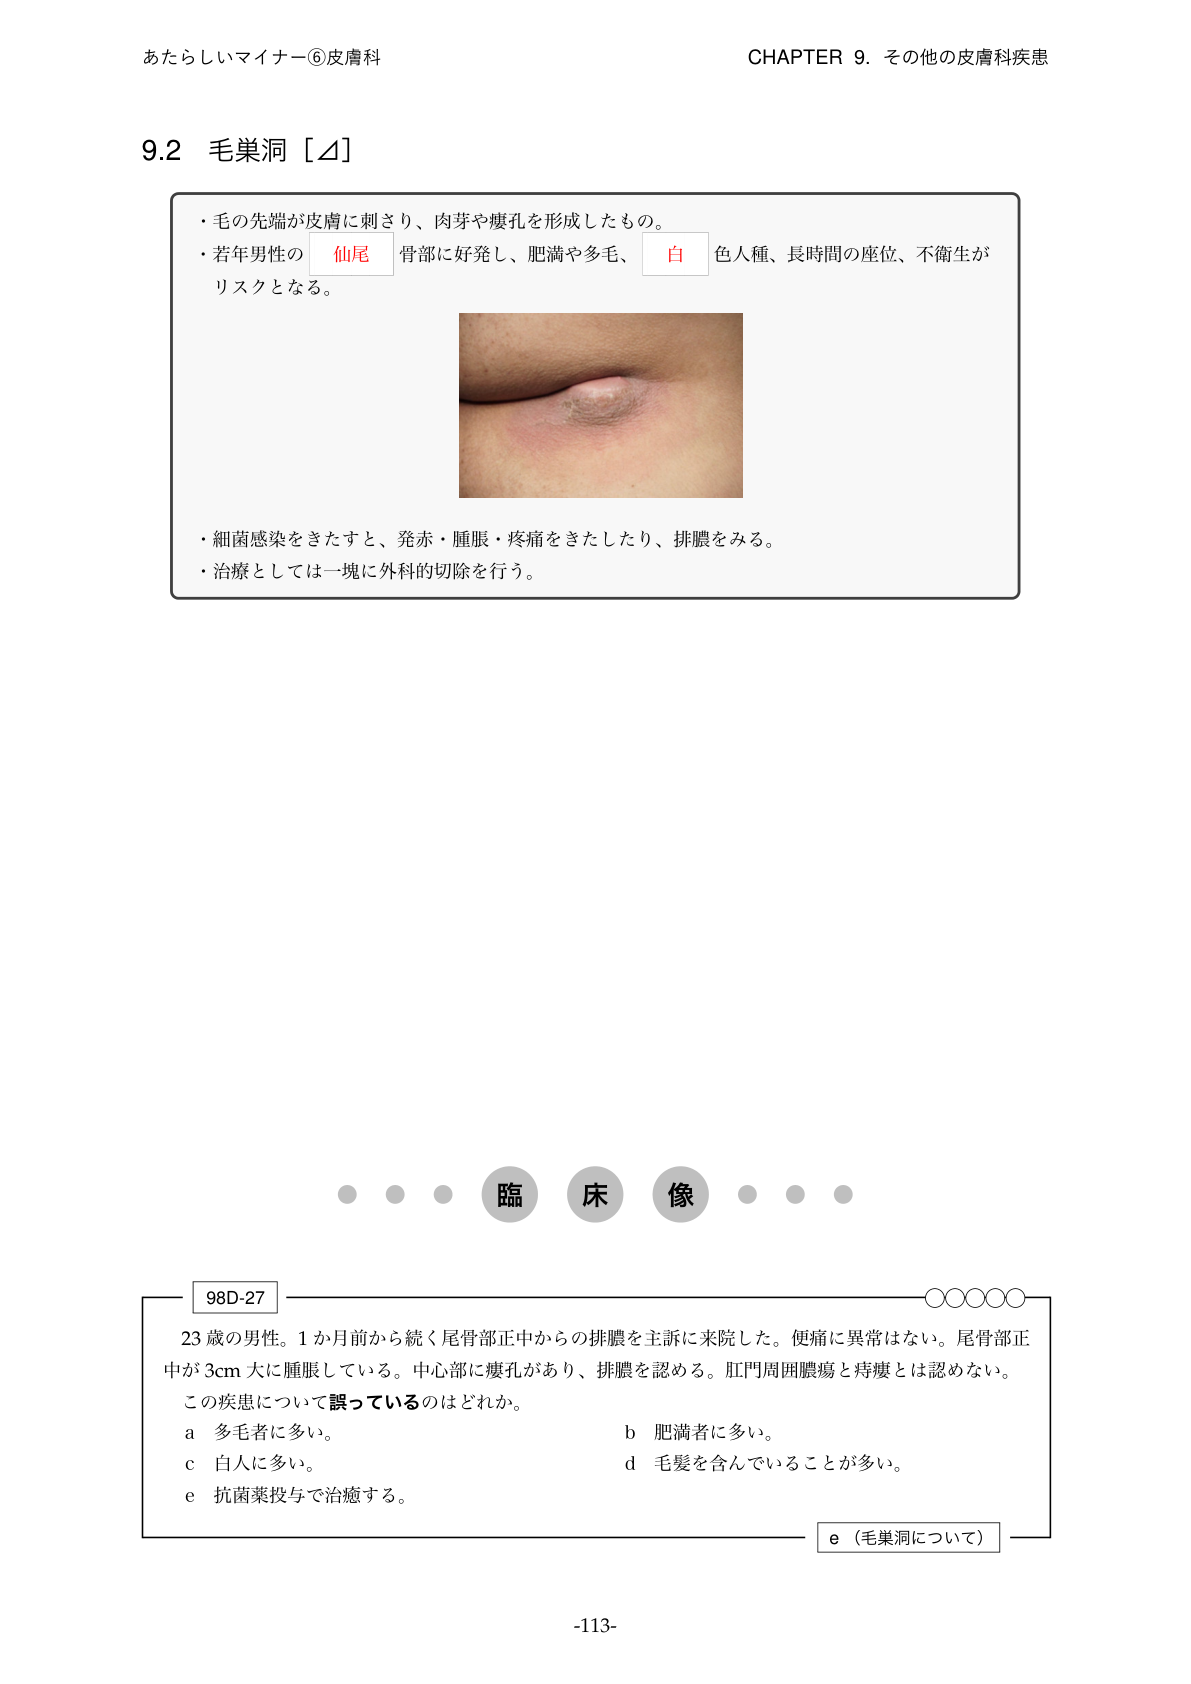 あたらしいマイナー⑥皮膚科
CHAPTER 9. その他の皮膚科疾患
9.2 毛巣洞［⊿］
・毛の先端が皮膚に刺さり、肉芽や瘻孔を形成したもの。
・若年男性の 仙尾 骨部に好発し、肥満や多毛、 白 色人種、長時間の座位、不衛生が
リスクとなる。
・細菌感染をきたすと、発赤・腫脹・疼痛をきたしたり、排膿をみる。
・治療としては一塊に外科的切除を行う。
臨床像
98D-27
23 歳の男性。1 か月前から続く尾骨部正中からの排膿を主訴に来院した。便痛に異常はない。尾骨部正
中が 3cm 大に腫脹している。中心部に瘻孔があり、排膿を認める。肛門周囲膿瘍と痔瘻とは認めない。
この疾患について誤っているのはどれか。
a 多毛者に多い。 b 肥満者に多い。
c 白人に多い。 d 毛髪を含んでいることが多い。
e 抗菌薬投与で治癒する。
e （毛巣洞について）
-113-